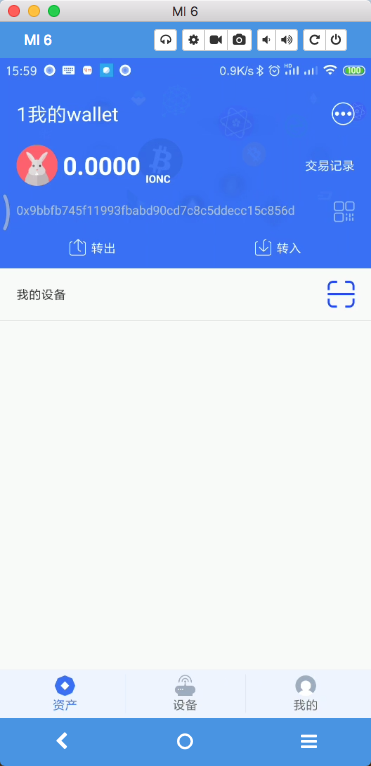 MI 6
MI 6
15:59
0.9K/s HD 100
1我的wallet
0.0000 IONC
交易记录
0x9bbfb745f11993fbabd90cd7c8c5ddecc15c856d
转出 转入
我的设备
资产 设备 我的